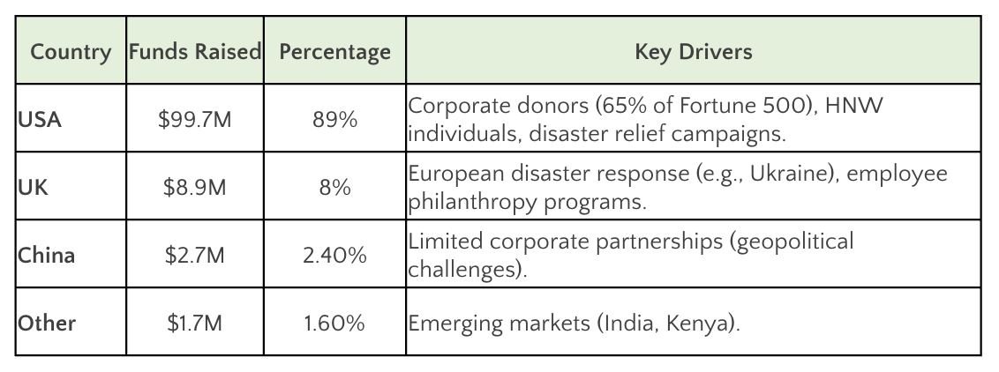 Country Funds Raised Percentage Key Drivers
USA $99.7M 89% Corporate donors (65% of Fortune 500), HNW
individuals, disaster relief campaigns.
UK $8.9M 8% European disaster response (e.g., Ukraine), employee
philanthropy programs.
China $2.7M 2.40% Limited corporate partnerships (geopolitical
challenges).
Other $1.7M 1.60% Emerging markets (India, Kenya).